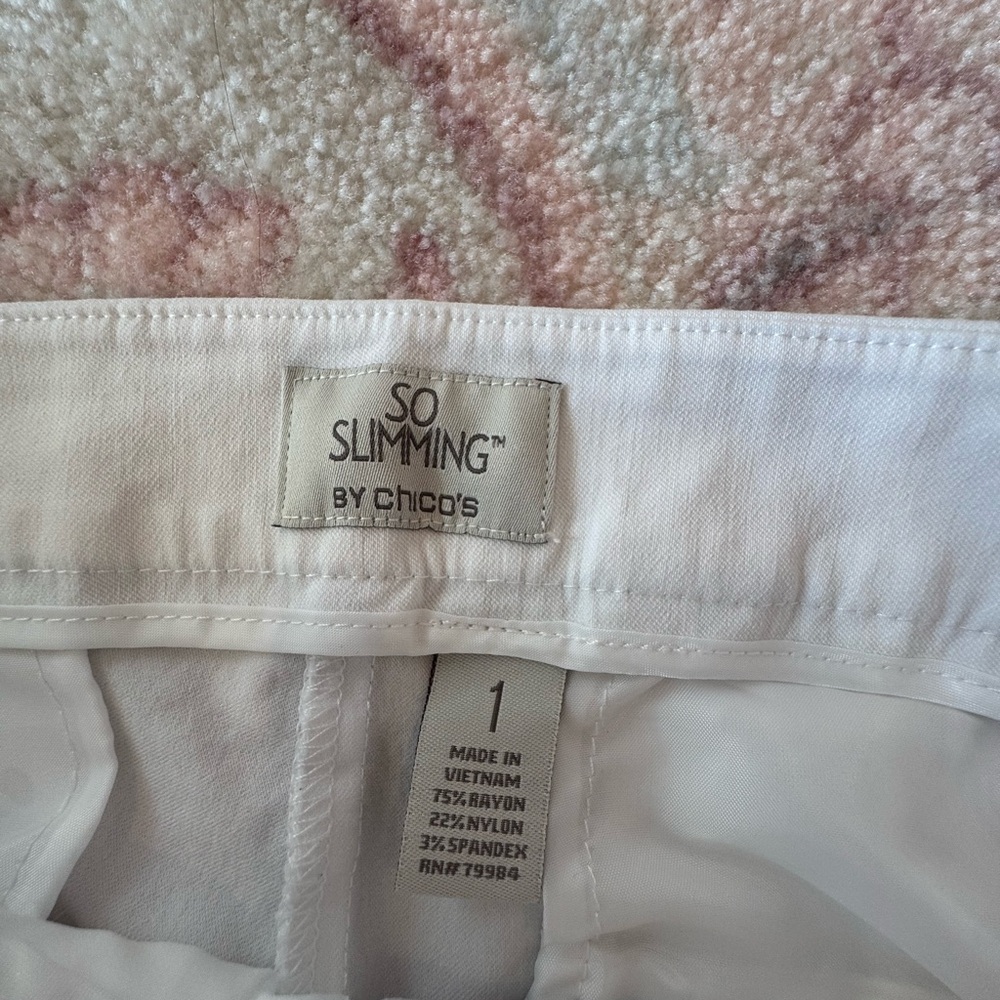 SO
SLIMMING™
BY chico's
1
MADE IN
VIETNAM
75% RAYON
22% NYLON
3% SPANDEX
RN# 79984